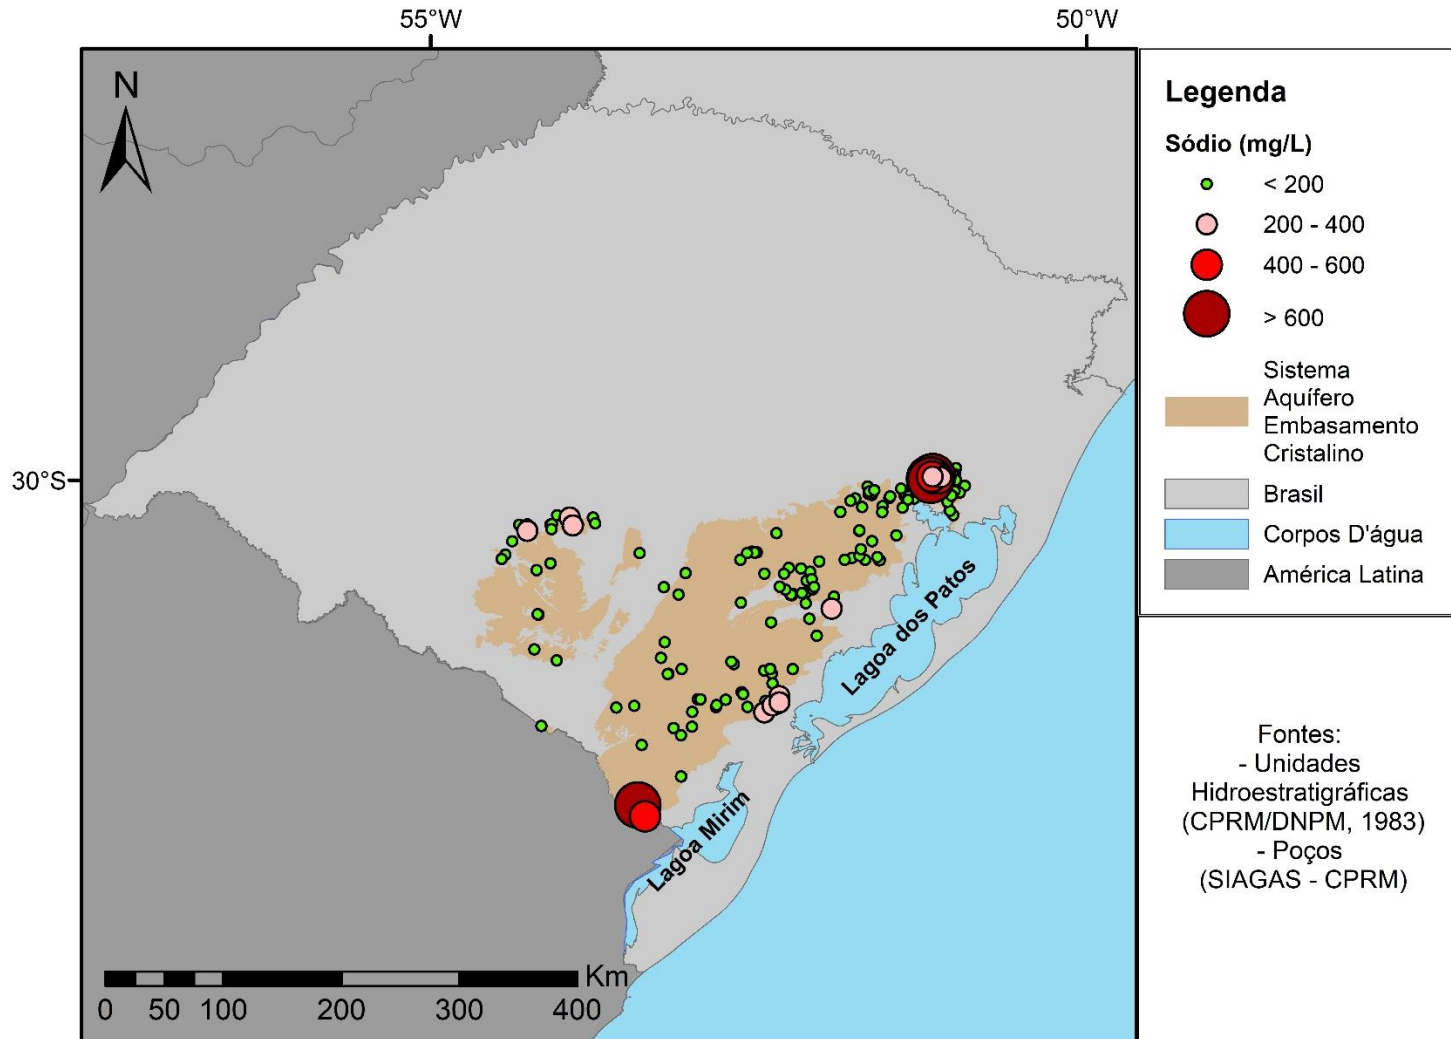 55°W
50°W
N
30°S
Lagoa dos Patos
Lagoa Mirim
Km
0 50 100 200 300 400
Legenda
Sódio (mg/L)
< 200
200 - 400
400 - 600
> 600
Sistema
Aquífero
Embasamento
Cristalino
Brasil
Corpos D'água
América Latina
Fontes:
- Unidades
Hidroestratigráficas
(CPRM/DNPM, 1983)
- Poços
(SIAGAS - CPRM)